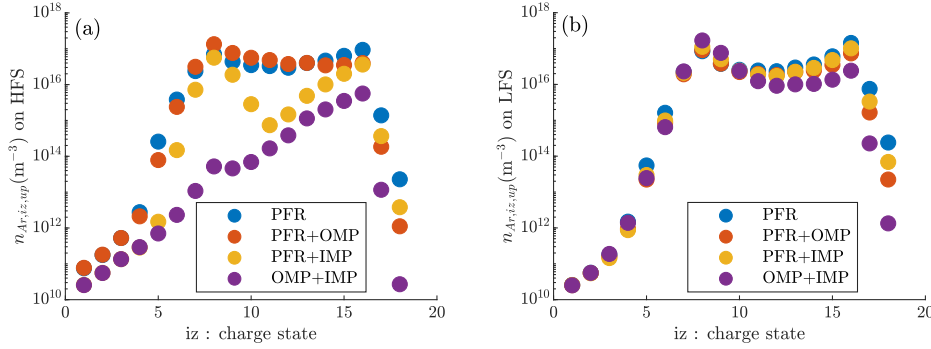 (a)
10^18
10^16
10^14
10^12
10^10
n_{Ar,iz,up}(m^{-3}) on HFS
PFR
PFR+OMP
PFR+IMP
OMP+IMP
0 5 10 15 20
iz : charge state
(b)
10^18
10^16
10^14
10^12
10^10
n_{Ar,iz,up}(m^{-3}) on LFS
PFR
PFR+OMP
PFR+IMP
OMP+IMP
0 5 10 15 20
iz : charge state